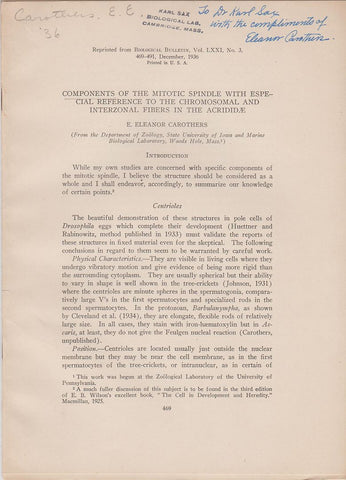 Carothers, E. E.
'36
KARL SAX
BIOLOGICAL LAB.
CAMBRIDGE, MASS.
To Dr Karl Sax
with the compliments of
Eleanor Carothers.
Reprinted from BIOLOGICAL BULLETIN, Vol. LXXI, No. 3,
469-491, December, 1936
Printed in U. S. A.
COMPONENTS OF THE MITOTIC SPINDLE WITH ESPE-
CIAL REFERENCE TO THE CHROMOSOMAL AND
INTERZONAL FIBERS IN THE ACRIDIDÆ
E. ELEANOR CAROTHERS
(From the Department of Zoölogy, State University of Iowa and Marine
Biological Laboratory, Woods Hole, Mass.¹)
INTRODUCTION
While my own studies are concerned with specific components of
the mitotic spindle, I believe the structure should be considered as a
whole and I shall endeavor, accordingly, to summarize our knowledge
of certain points.²
Centrioles
The beautiful demonstration of these structures in pole cells of
Drosophila eggs which complete their development (Huettner and
Rabinowitz, method published in 1933) must validate the reports of
these structures in fixed material even for the skeptical. The following
conclusions in regard to them seem to be warranted by careful work.
Physical Characteristics.—They are visible in living cells where they
undergo vibratory motion and give evidence of being more rigid than
the surrounding cytoplasm. They are usually spherical but their ability
to vary in shape is well shown in the tree-crickets (Johnson, 1931)
where the centrioles are minute spheres in the spermatogonia, compara-
tively large V's in the first spermatocytes and specialized rods in the
second spermatocytes. In the protozoan, Barbulanympha, as shown
by Cleveland et al. (1934), they are elongate, flexible rods of relatively
large size. In all cases, they stain with iron-hæmatoxylin but in As-
caris, at least, they do not give the Feulgen nuclear reaction (Carothers,
unpublished).
Position.—Centrioles are located usually just outside the nuclear
membrane but they may be near the cell membrane, as in the first
spermatocytes of the tree-crickets, or intranuclear, as in certain of
¹ This work was begun at the Zoölogical Laboratory of the University of
Pennsylvania.
² A much fuller discussion of this subject is to be found in the third edition
of E. B. Wilson's excellent book, "The Cell in Development and Heredity."
Macmillan, 1925.
469